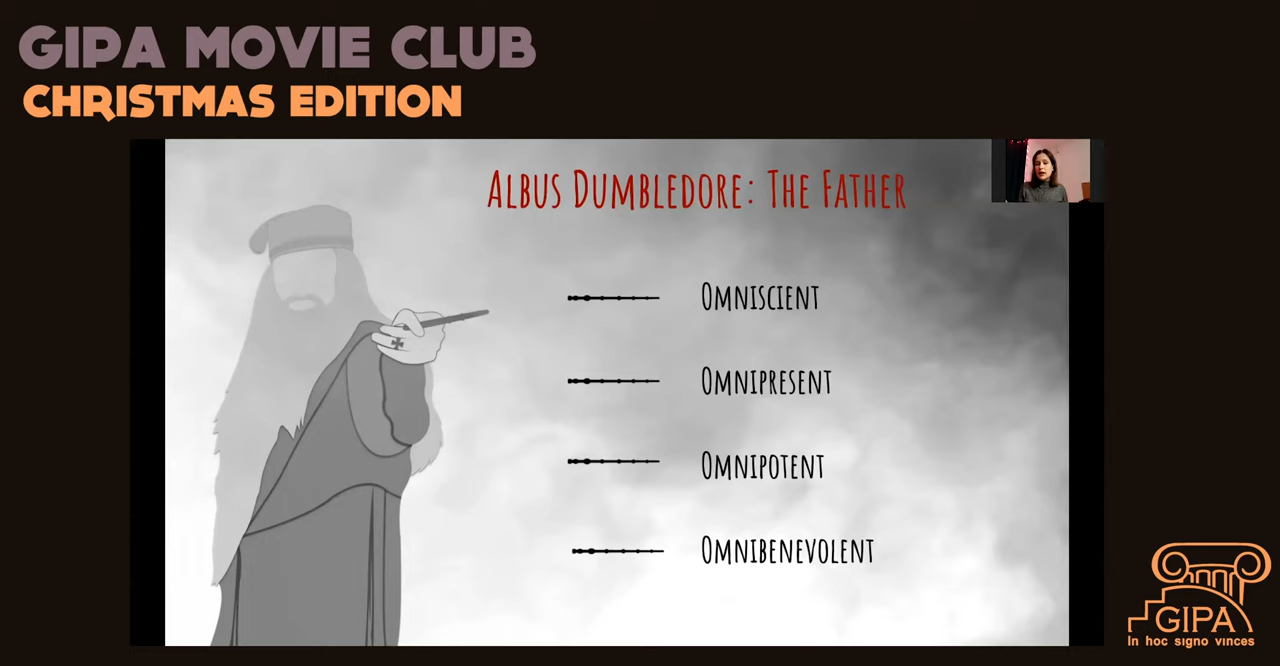 GIPA MOVIE CLUB
CHRISTMAS EDITION
ALBUS DUMBLEDORE: THE FATHER
OMNISCIENT
OMNIPRESENT
OMNIPOTENT
OMNIBENEVOLENT
GIPA
In hoc signo vinces